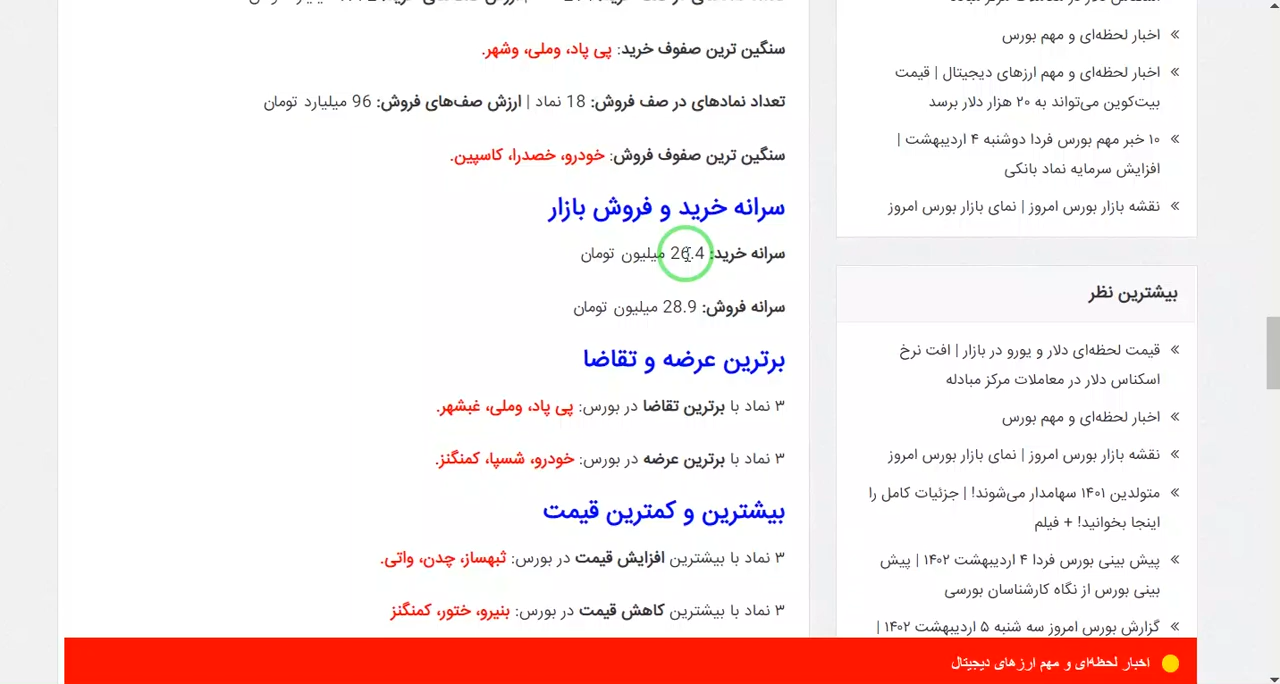 سنگین ترین صفوف خرید: پی پاد، وملی، وشهر.
تعداد نمادهای در صف فروش: 18 نماد | ارزش صف‌های فروش: 96 میلیارد تومان
سنگین ترین صفوف فروش: خودرو، خصدرا، کاسپین.
سرانه خرید و فروش بازار
سرانه خرید: 26.4 میلیون تومان
سرانه فروش: 28.9 میلیون تومان
برترین عرضه و تقاضا
۳ نماد با برترین تقاضا در بورس: پی پاد، وملی، غبشهر.
۳ نماد با برترین عرضه در بورس: خودرو، شسپا، کمنگنز.
بیشترین و کمترین قیمت
۳ نماد با بیشترین افزایش قیمت در بورس: ثبهساز، چدن، واتی.
۳ نماد با بیشترین کاهش قیمت در بورس: بنیرو، ختور، کمنگنز
« اخبار لحظه‌ای و مهم بورس
« اخبار لحظه‌ای و مهم ارزهای دیجیتال | قیمت
بیت‌کوین می‌تواند به ۲۰ هزار دلار برسد
« ۱۰ خبر مهم بورس فردا دوشنبه ۴ اردیبهشت |
افزایش سرمایه نماد بانکی
« نقشه بازار بورس امروز | نمای بازار بورس امروز
بیشترین نظر
« قیمت لحظه‌ای دلار و یورو در بازار | افت نرخ
اسکناس دلار در معاملات مرکز مبادله
« اخبار لحظه‌ای و مهم بورس
« نقشه بازار بورس امروز | نمای بازار بورس امروز
« متولدین ۱۴۰۱ سهامدار می‌شوند! | جزئیات کامل را
اینجا بخوانید! + فیلم
« پیش بینی بورس فردا ۴ اردیبهشت ۱۴۰۲ | پیش
بینی بورس از نگاه کارشناسان بورسی
« گزارش بورس امروز سه شنبه ۵ اردیبهشت ۱۴۰۲ |
اخبار لحظه‌ای و مهم ارزهای دیجیتال